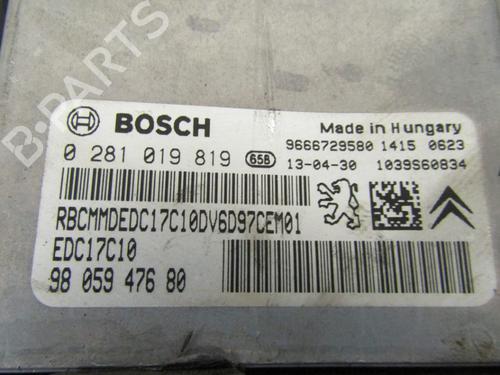 B-PARTS
BOSCH
Made in Hungary
9666729580 1415 0623
0 281 019 819 65B 13-04-30 1039S60834
RBCMMDEDC17C10DV6D97CEM01
EDC17C10
98 059 476 80